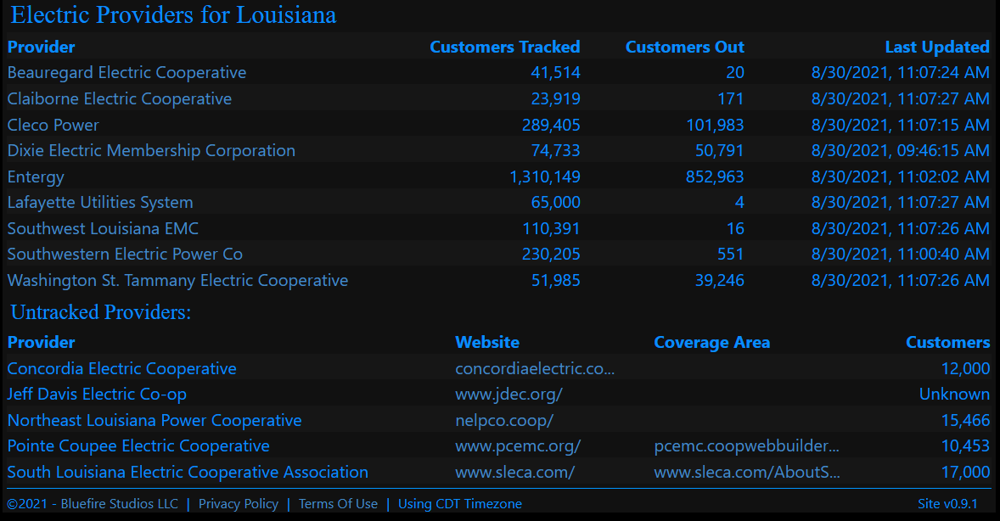 Electric Providers for Louisiana
Provider Customers Tracked Customers Out Last Updated
Beauregard Electric Cooperative 41,514 20 8/30/2021, 11:07:24 AM
Claiborne Electric Cooperative 23,919 171 8/30/2021, 11:07:27 AM
Cleco Power 289,405 101,983 8/30/2021, 11:07:15 AM
Dixie Electric Membership Corporation 74,733 50,791 8/30/2021, 09:46:15 AM
Entergy 1,310,149 852,963 8/30/2021, 11:02:02 AM
Lafayette Utilities System 65,000 4 8/30/2021, 11:07:27 AM
Southwest Louisiana EMC 110,391 16 8/30/2021, 11:07:26 AM
Southwestern Electric Power Co 230,205 551 8/30/2021, 11:00:40 AM
Washington St. Tammany Electric Cooperative 51,985 39,246 8/30/2021, 11:07:26 AM
Untracked Providers:
Provider Website Coverage Area Customers
Concordia Electric Cooperative concordiaelectric.co... 12,000
Jeff Davis Electric Co-op www.jdec.org/ Unknown
Northeast Louisiana Power Cooperative nelpco.coop/ 15,466
Pointe Coupee Electric Cooperative www.pcemc.org/ pcemc.coopwebbuilder... 10,453
South Louisiana Electric Cooperative Association www.sleca.com/ www.sleca.com/AboutS... 17,000
©2021 - Bluefire Studios LLC | Privacy Policy | Terms Of Use | Using CDT Timezone Site v0.9.1